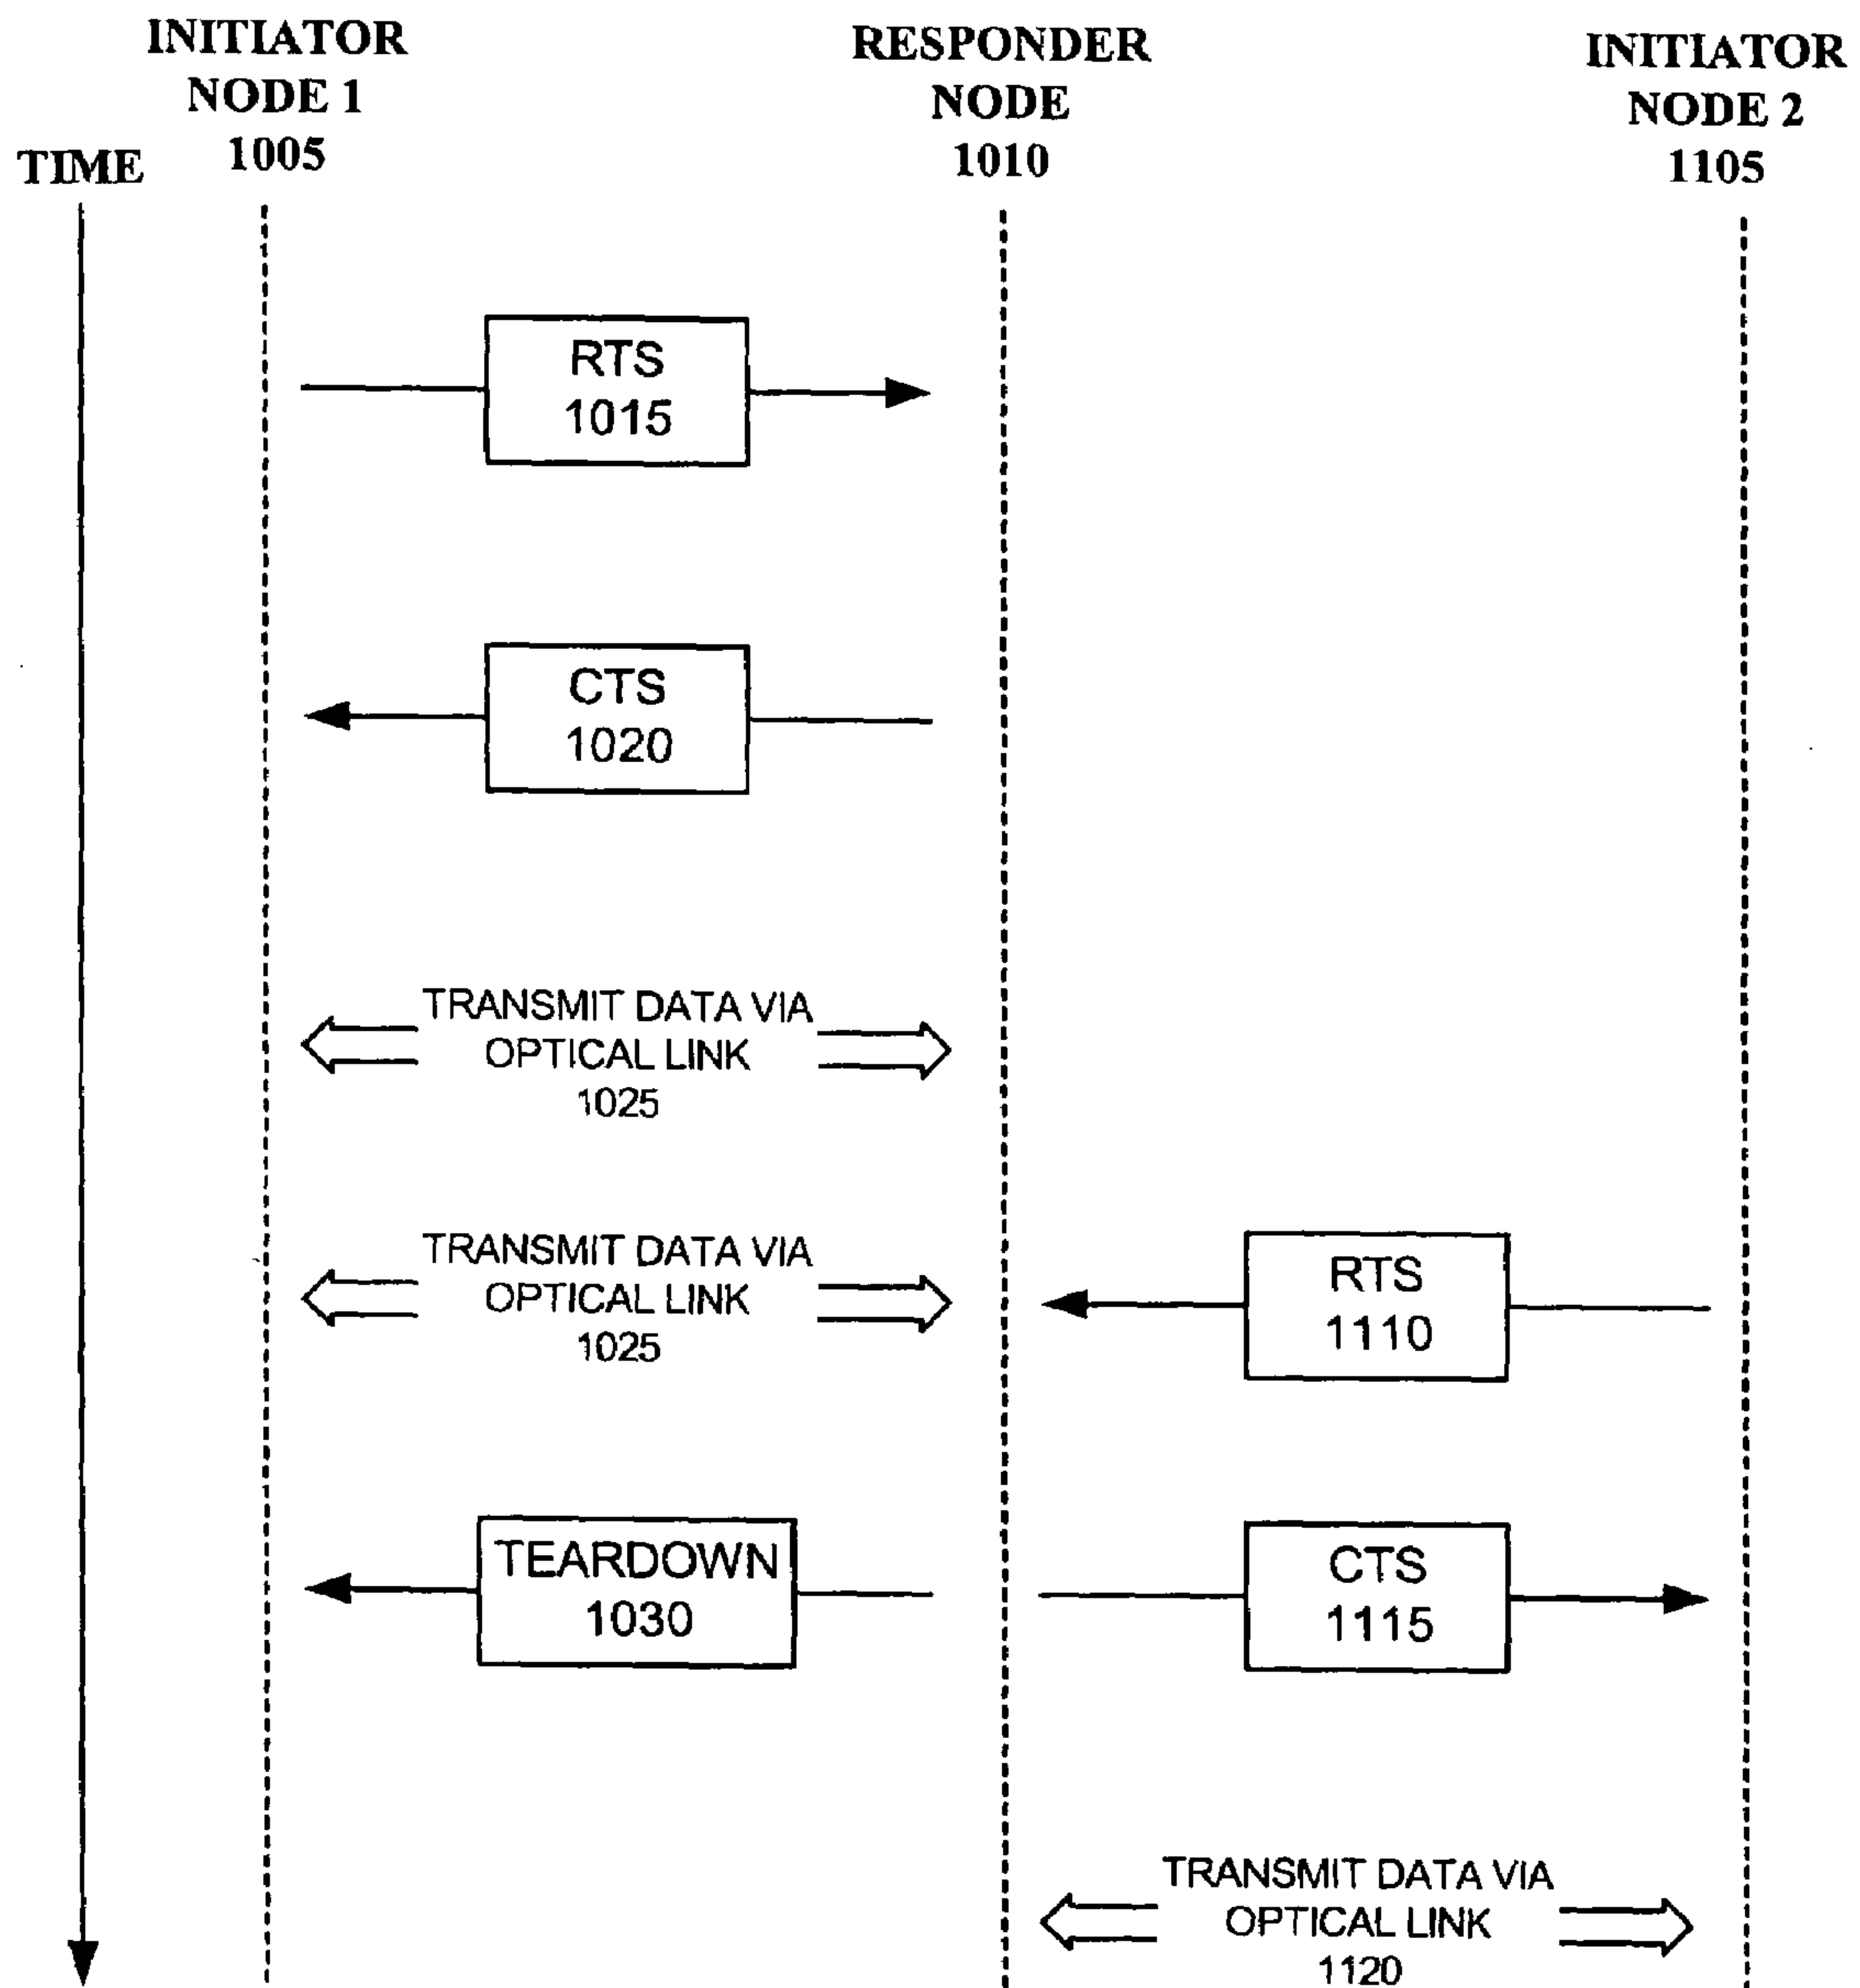 INITIATOR
NODE 1
1005
RESPONDER
NODE
1010
INITIATOR
NODE 2
1105
TIME
RTS
1015
CTS
1020
TRANSMIT DATA VIA
OPTICAL LINK
1025
TRANSMIT DATA VIA
OPTICAL LINK
1025
RTS
1110
TEARDOWN
1030
CTS
1115
TRANSMIT DATA VIA
OPTICAL LINK
1120